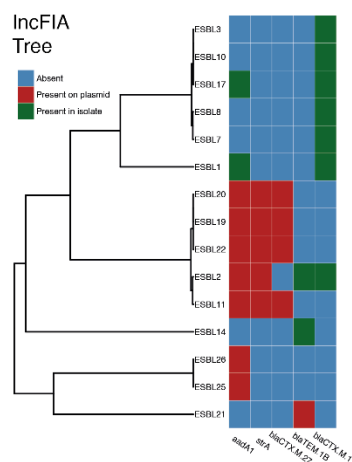 IncFIA
Tree
Absent
Present on plasmid
Present in isolate
ESBL3
ESBL10
ESBL17
ESBL8
ESBL7
ESBL1
ESBL20
ESBL19
ESBL22
ESBL2
ESBL11
ESBL14
ESBL26
ESBL25
ESBL21
aadA1
strA
blaCTX.M.27
blaTEM.1B
blaCTX.M.1